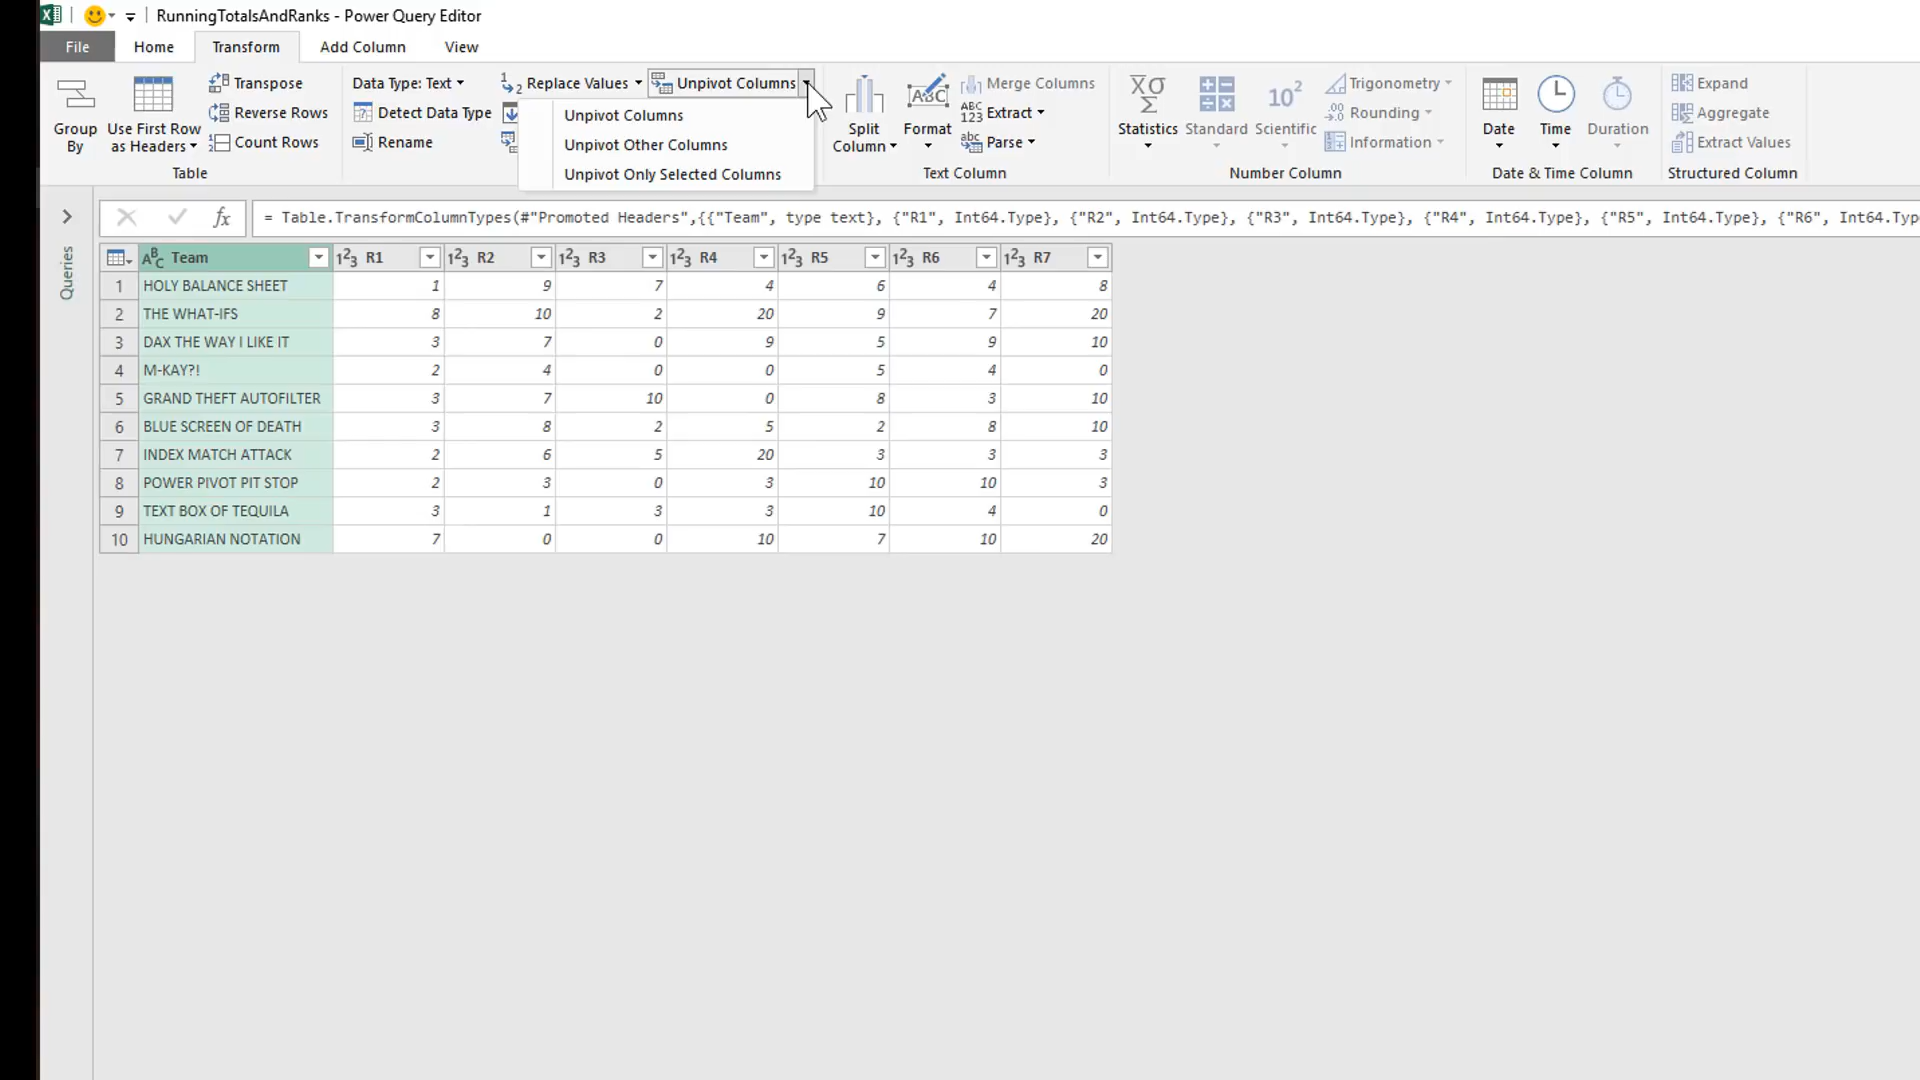 RunningTotalsAndRanks - Power Query Editor
File Home Transform Add Column View
Group By
Use First Row as Headers
Transpose
Reverse Rows
Count Rows
Table
Data Type: Text
Detect Data Type
Rename
Replace Values
Unpivot Columns
Unpivot Columns
Unpivot Other Columns
Unpivot Only Selected Columns
Split Column
Format
Merge Columns
Extract
Parse
Text Column
Statistics
Standard
Scientific
Trigonometry
Rounding
Information
Number Column
Date
Time
Duration
Date & Time Column
Expand
Aggregate
Extract Values
Structured Column
Queries
= Table.TransformColumnTypes(#"Promoted Headers",{{"Team", type text}, {"R1", Int64.Type}, {"R2", Int64.Type}, {"R3", Int64.Type}, {"R4", Int64.Type}, {"R5", Int64.Type}, {"R6", Int64.Typ
Team R1 R2 R3 R4 R5 R6 R7
1 HOLY BALANCE SHEET 1 9 7 4 6 4 8
2 THE WHAT-IFS 8 10 2 20 9 7 20
3 DAX THE WAY I LIKE IT 3 7 0 9 5 9 10
4 M-KAY?! 2 4 0 0 5 4 0
5 GRAND THEFT AUTOFILTER 3 7 10 0 8 3 10
6 BLUE SCREEN OF DEATH 3 8 2 5 2 8 10
7 INDEX MATCH ATTACK 2 6 5 20 3 3 3
8 POWER PIVOT PIT STOP 2 3 0 3 10 10 3
9 TEXT BOX OF TEQUILA 3 1 3 3 10 4 0
10 HUNGARIAN NOTATION 7 0 0 10 7 10 20